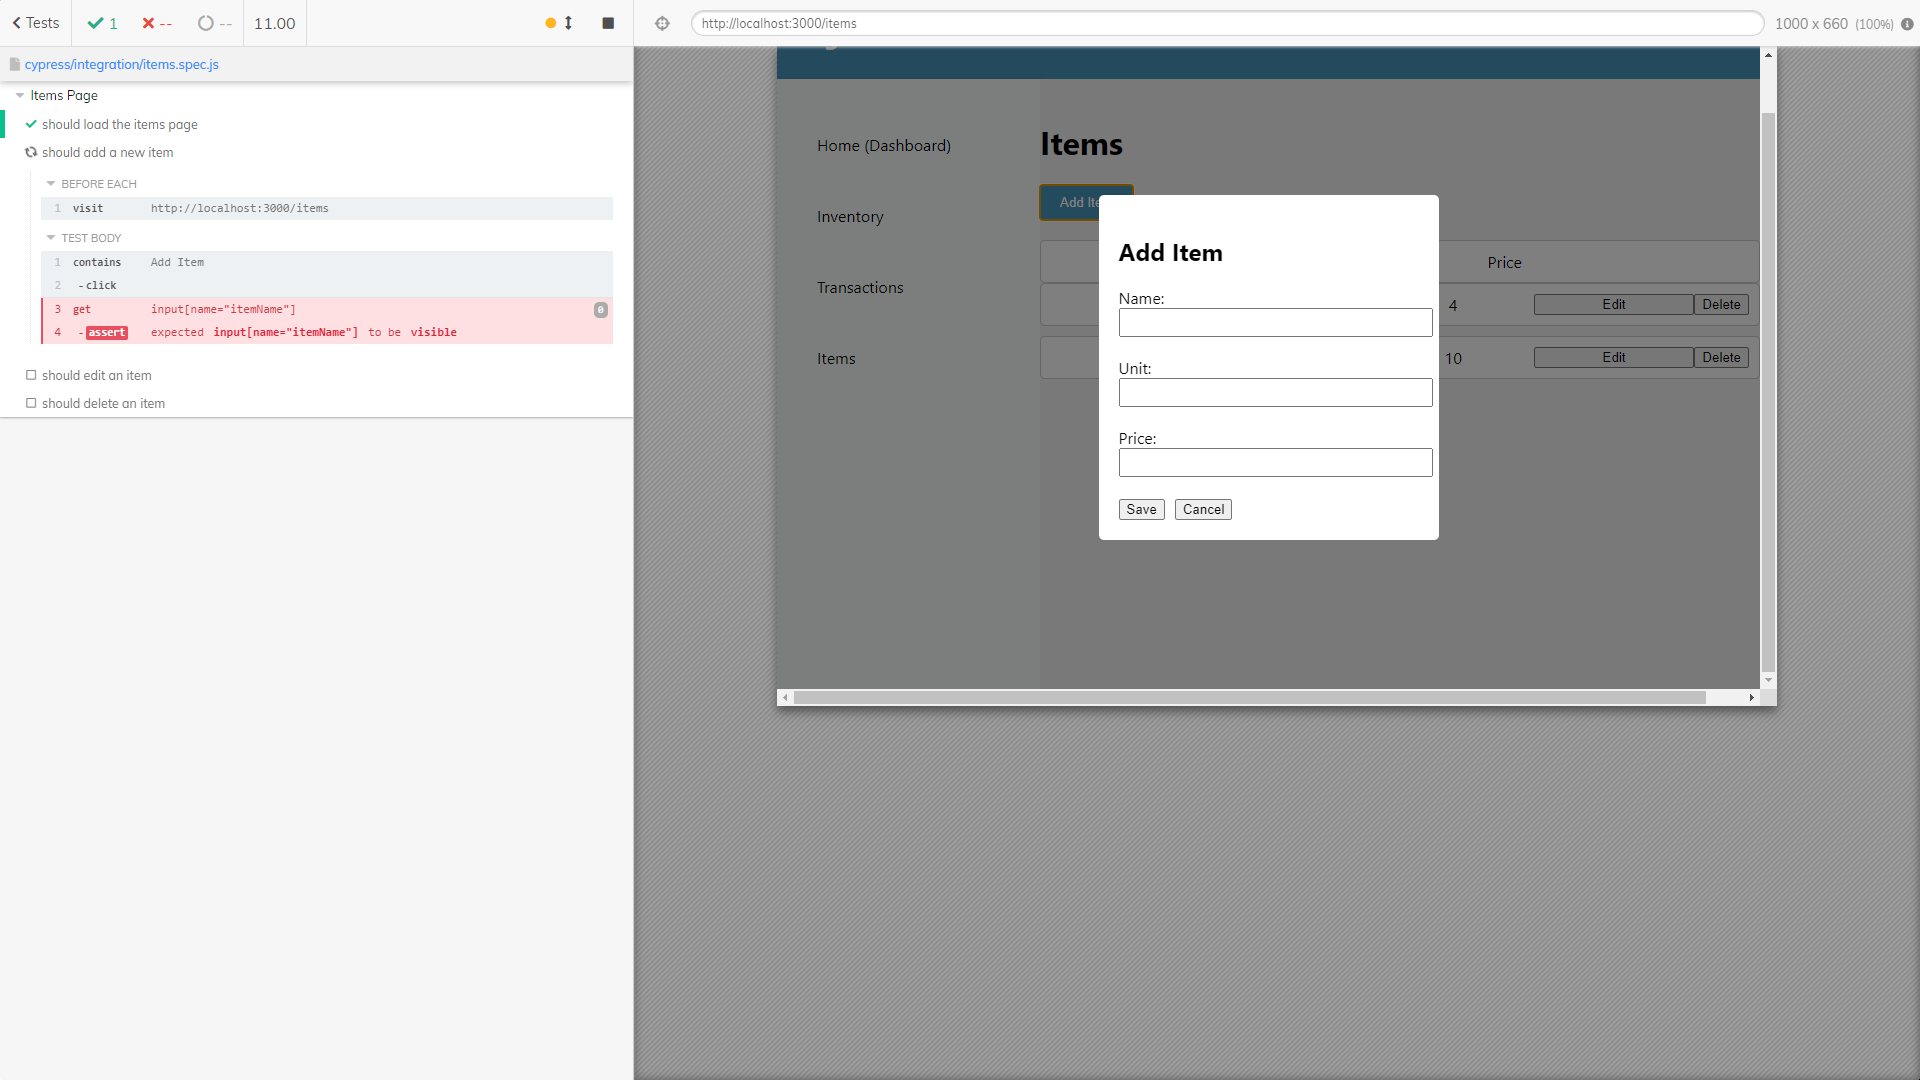 Tests 1 -- -- 11.00
http://localhost:3000/items 1000 x 660 (100%)
cypress/integration/items.spec.js
Items Page
should load the items page
should add a new item
BEFORE EACH
1 visit http://localhost:3000/items
TEST BODY
1 contains Add Item
2 -click
3 get input[name="itemName"] 0
4 -assert expected input[name="itemName"] to be visible
should edit an item
should delete an item
Home (Dashboard)
Inventory
Transactions
Items
Items
Add Ite
Price
4 Edit Delete
10 Edit Delete
Add Item
Name:
Unit:
Price:
Save Cancel